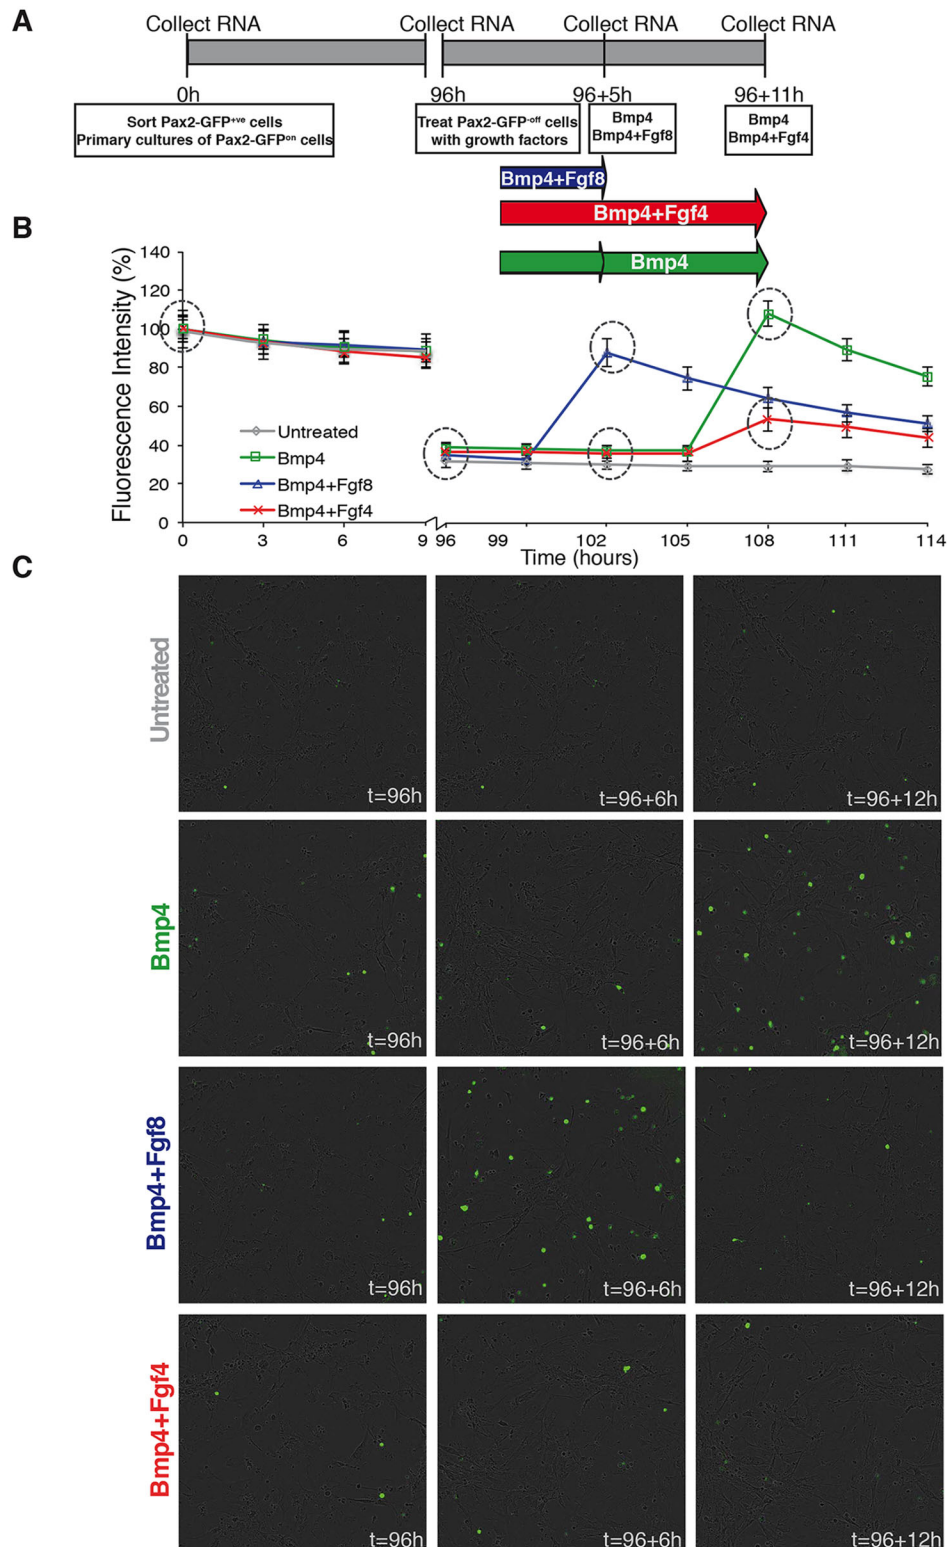 A
Collect RNA Collect RNA Collect RNA Collect RNA
0h 96h 96+5h 96+11h
Sort Pax2-GFP+ve cells
Primary cultures of Pax2-GFPon cells
Treat Pax2-GFP-off cells
with growth factors
Bmp4
Bmp4+Fgf8
Bmp4
Bmp4+Fgf4
Bmp4+Fgf8
Bmp4+Fgf4
Bmp4
B
Fluorescence Intensity (%)
140
120
100
80
60
40
20
0
Untreated
Bmp4
Bmp4+Fgf8
Bmp4+Fgf4
0 3 6 9 96 99 102 105 108 111 114
Time (hours)
C
Untreated
t=96h t=96+6h t=96+12h
Bmp4
t=96h t=96+6h t=96+12h
Bmp4+Fgf8
t=96h t=96+6h t=96+12h
Bmp4+Fgf4
t=96h t=96+6h t=96+12h